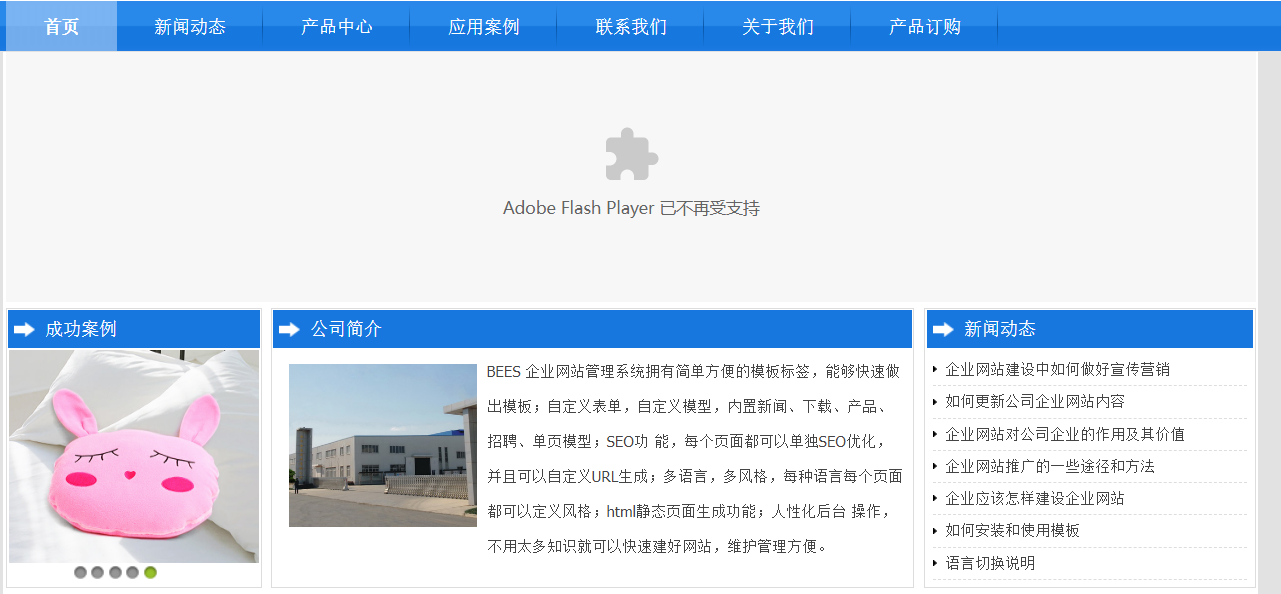 首页 新闻动态 产品中心 应用案例 联系我们 关于我们 产品订购
Adobe Flash Player 已不再受支持
成功案例
公司简介
BEES 企业网站管理系统拥有简单方便的模板标签，能够快速做
出模板；自定义表单，自定义模型，内置新闻、下载、产品、
招聘、单页模型；SEO功 能，每个页面都可以单独SEO优化，
并且可以自定义URL生成；多语言，多风格，每种语言每个页面
都可以定义风格；html静态页面生成功能；人性化后台 操作，
不用太多知识就可以快速建好网站，维护管理方便。
新闻动态
企业网站建设中如何做好宣传营销
如何更新公司企业网站内容
企业网站对公司企业的作用及其价值
企业网站推广的一些途径和方法
企业应该怎样建设企业网站
如何安装和使用模板
语言切换说明